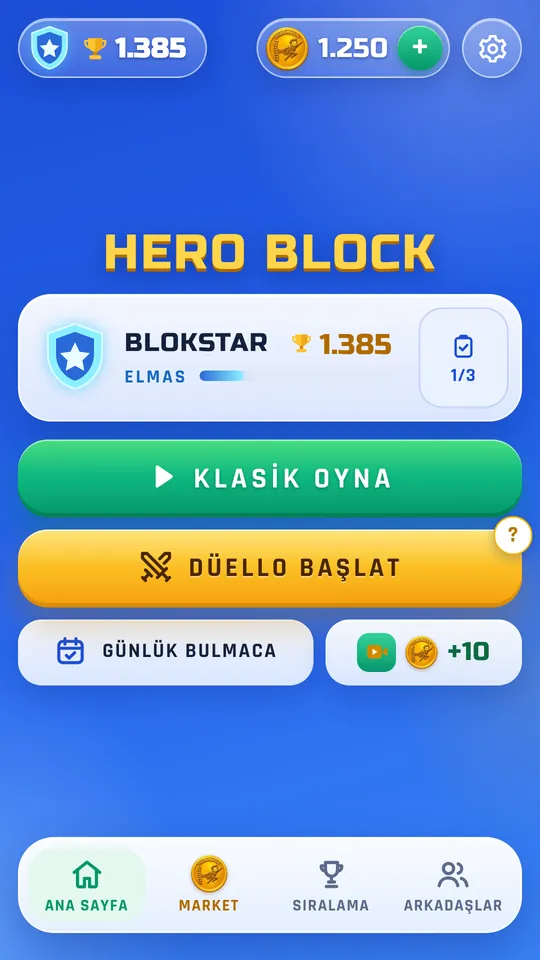 1.385
1.250 +
HERO BLOCK
BLOKSTAR 1.385
ELMAS
1/3
KLASİK OYNA
?
DÜELLO BAŞLAT
GÜNLÜK BULMACA
+10
ANA SAYFA MARKET SIRALAMA ARKADAŞLAR